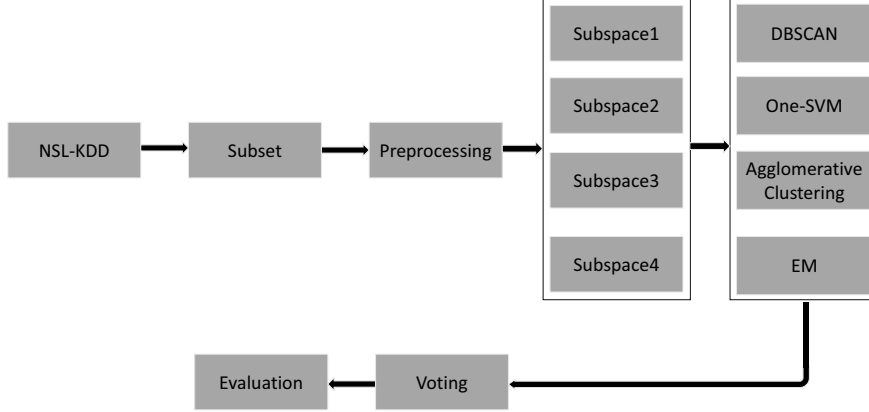 Subspace1
DBSCAN
Subspace2
One-SVM
NSL-KDD
Subset
Preprocessing
Subspace3
Agglomerative
Clustering
Subspace4
EM
Evaluation
Voting